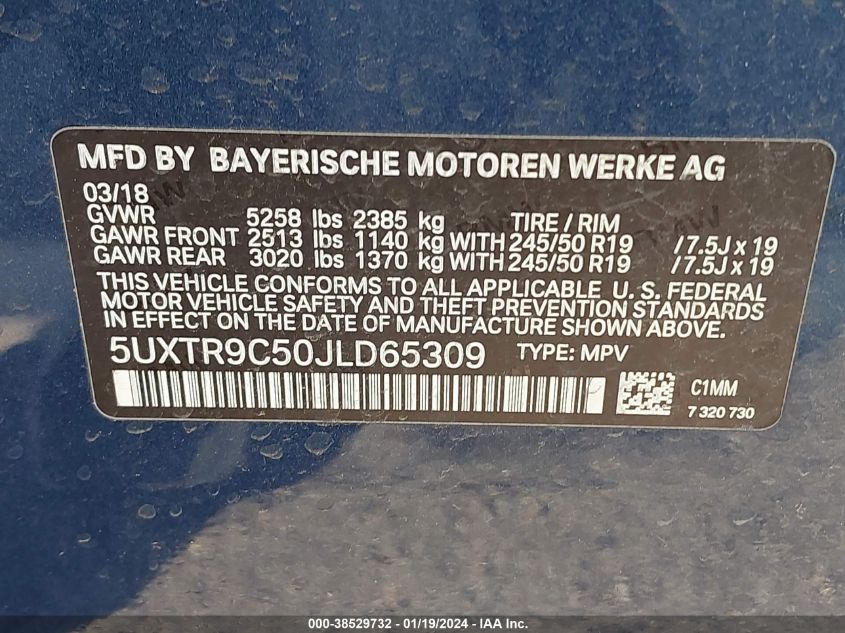 MFD BY BAYERISCHE MOTOREN WERKE AG
03/18
GVWR 5258 lbs 2385 kg TIRE / RIM
GAWR FRONT 2513 lbs 1140 kg WITH 245/50 R19 /7.5J x 19
GAWR REAR 3020 lbs 1370 kg WITH 245/50 R19 /7.5J x 19
THIS VEHICLE CONFORMS TO ALL APPLICABLE U. S. FEDERAL
MOTOR VEHICLE SAFETY AND THEFT PREVENTION STANDARDS
IN EFFECT ON THE DATE OF MANUFACTURE SHOWN ABOVE.
5UXTR9C50JLD65309 TYPE: MPV
C1MM
7 320 730
000-38529732 - 01/19/2024 - IAA Inc.